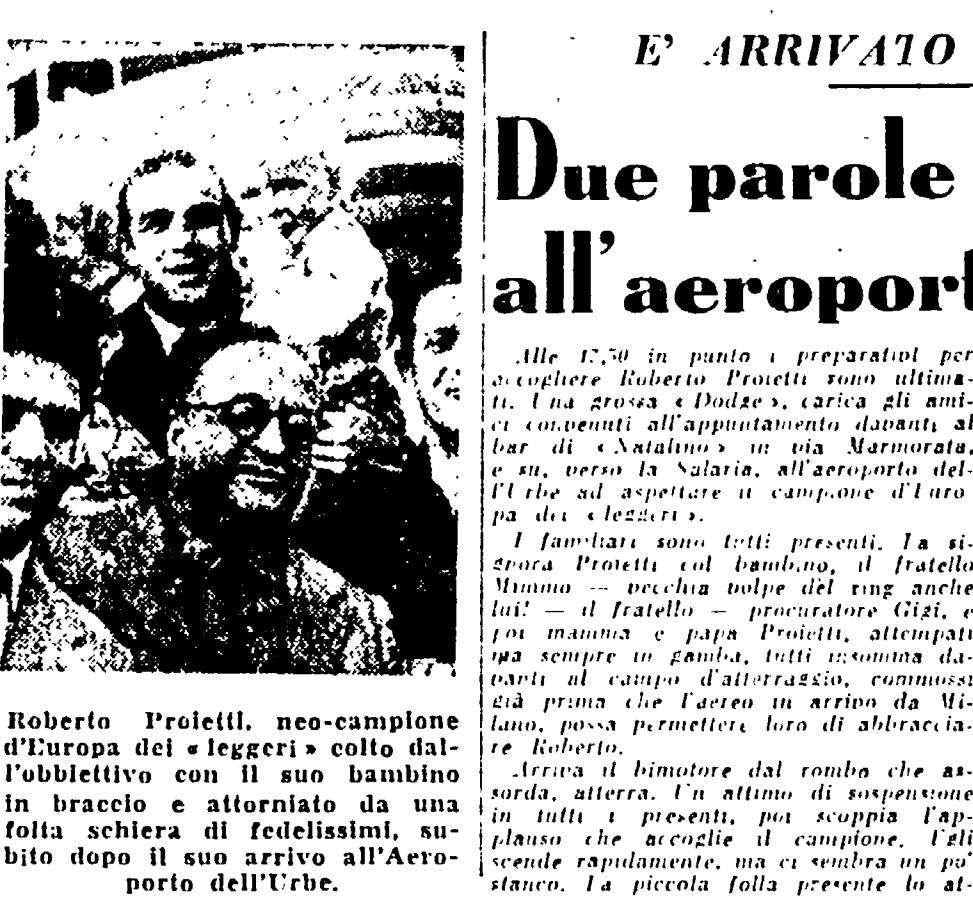 Roberto Proietti, neo-campione
d'Europa dei « leggeri » colto dal-
l'obbiettivo con il suo bambino
in braccio e attorniato da una
folta schiera di fedelissimi, su-
bito dopo il suo arrivo all'Aero-
porto dell'Urbe.
E' ARRIVATO
Due parole
all'aeroport
Alle 17,50 in punto i preparativi per
accogliere Roberto Proietti sono ultima-
ti. Una grossa « Dodge », carica gli ami-
ci convenuti all'appuntamento davanti al
bar di « Natalino » in via Marmorata,
e su, verso la Salaria, all'aeroporto del-
l'Urbe ad aspettare il campione d'Euro
pa dei « leggeri ».
I familiari sono tutti presenti. La si-
gnora Proietti col bambino, il fratello
Mimmo — vecchia volpe del ring anche
lui! — il fratello — procuratore Gigi, e
poi mamma e papà Proietti, attempati
ma sempre in gamba, tutti insomma da-
vanti al campo d'atterraggio, commossi
già prima che l'aereo in arrivo da Mi-
lano, possa permettere loro di abbraccia-
re Roberto.
Arriva il bimotore dal rombo che as-
sorda, atterra. Un attimo di sospensione
in tutti i presenti, poi scoppia l'ap-
plauso che accoglie il campione. Egli
scende rapidamente, ma ci sembra un po'
stanco. La piccola folla presente lo at-